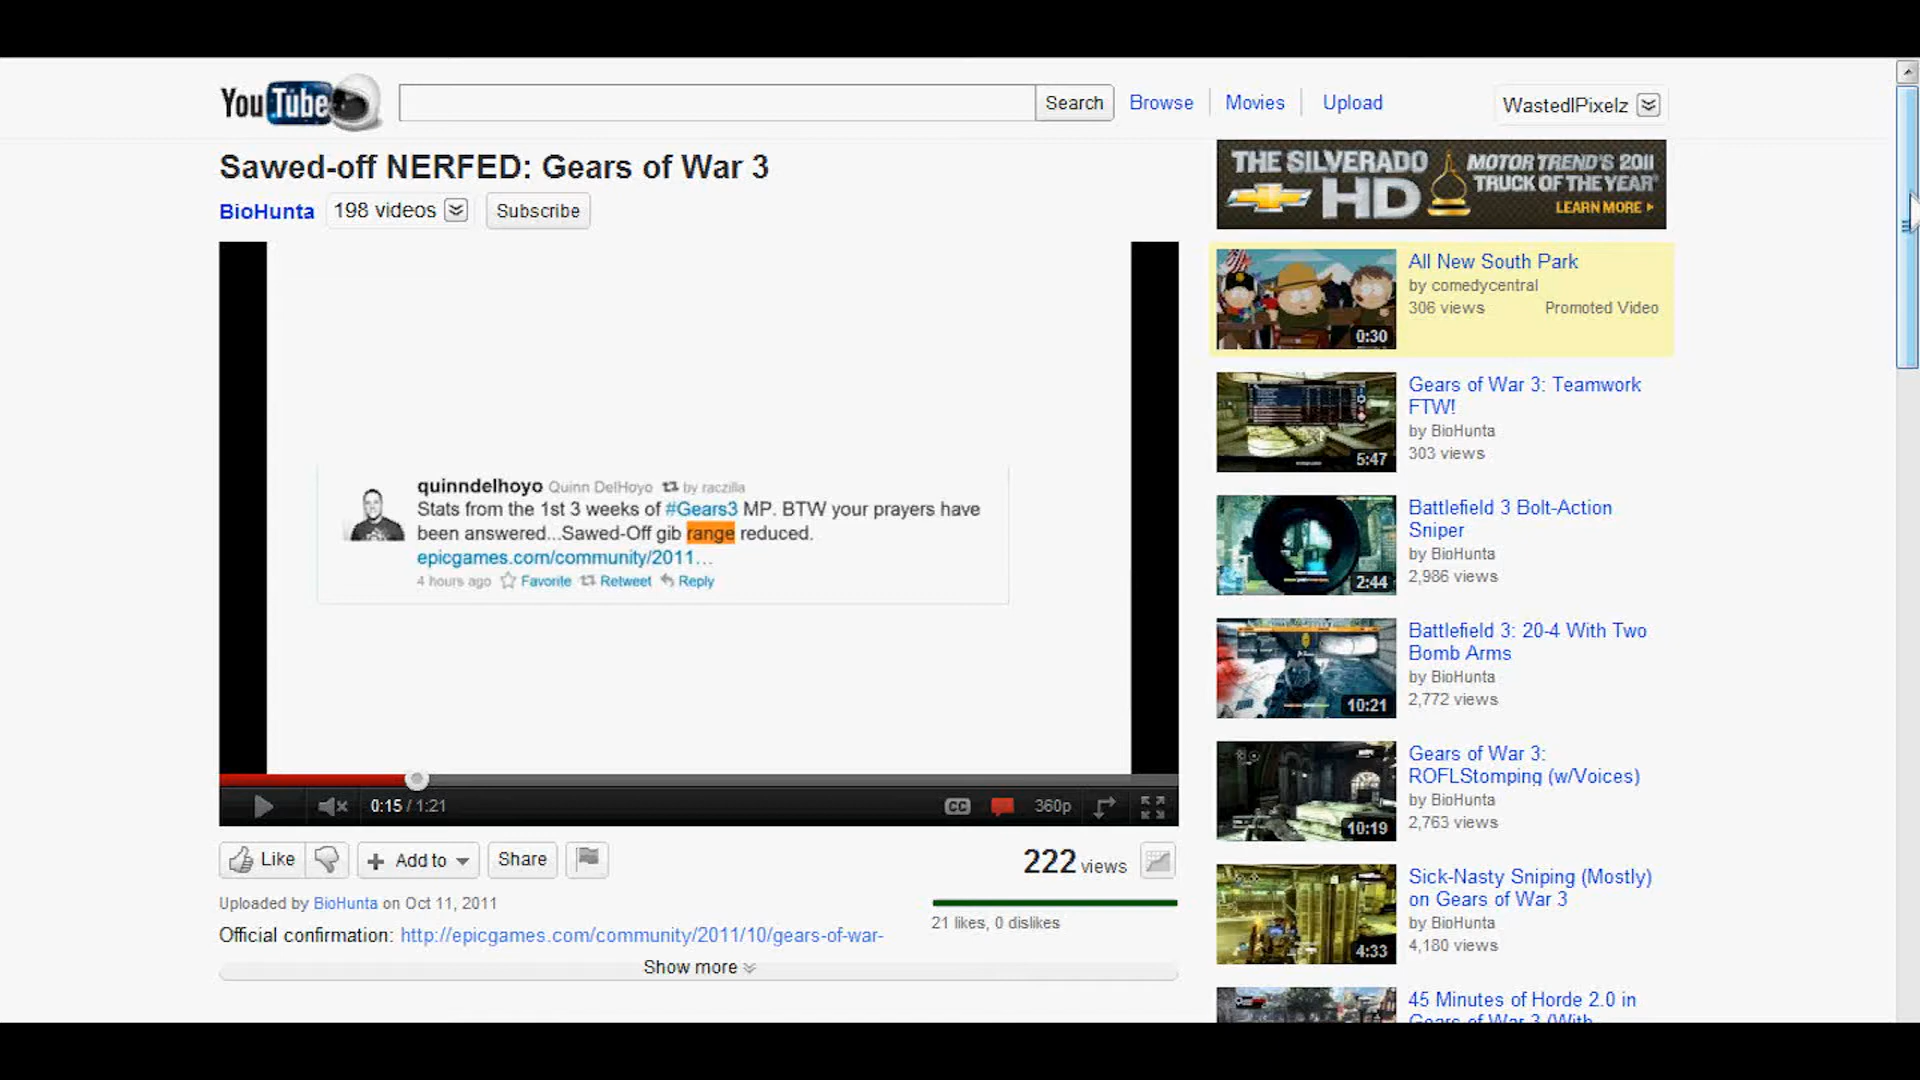 YouTube
Search
Browse
Movies
Upload
WastedIPixelz
Sawed-off NERFED: Gears of War 3
BioHunta
198 videos
Subscribe
quinndelhoyo Quinn DelHoyo by raczilla
Stats from the 1st 3 weeks of #Gears3 MP. BTW your prayers have
been answered...Sawed-Off gib range reduced.
epicgames.com/community/2011...
4 hours ago Favorite Retweet Reply
0:15 / 1:21
CC
360p
Like
+ Add to
Share
222 views
Uploaded by BioHunta on Oct 11, 2011
21 likes, 0 dislikes
Official confirmation: http://epicgames.com/community/2011/10/gears-of-war-
Show more
THE SILVERADO
HD
MOTOR TREND'S 2011
TRUCK OF THE YEAR®
LEARN MORE
0:30
All New South Park
by comedycentral
306 views
Promoted Video
5:47
Gears of War 3: Teamwork
FTW!
by BioHunta
303 views
2:44
Battlefield 3 Bolt-Action
Sniper
by BioHunta
2,986 views
10:21
Battlefield 3: 20-4 With Two
Bomb Arms
by BioHunta
2,772 views
10:19
Gears of War 3:
ROFLStomping (w/Voices)
by BioHunta
2,763 views
4:33
Sick-Nasty Sniping (Mostly)
on Gears of War 3
by BioHunta
4,180 views
45 Minutes of Horde 2.0 in
Gears of War 3 (With